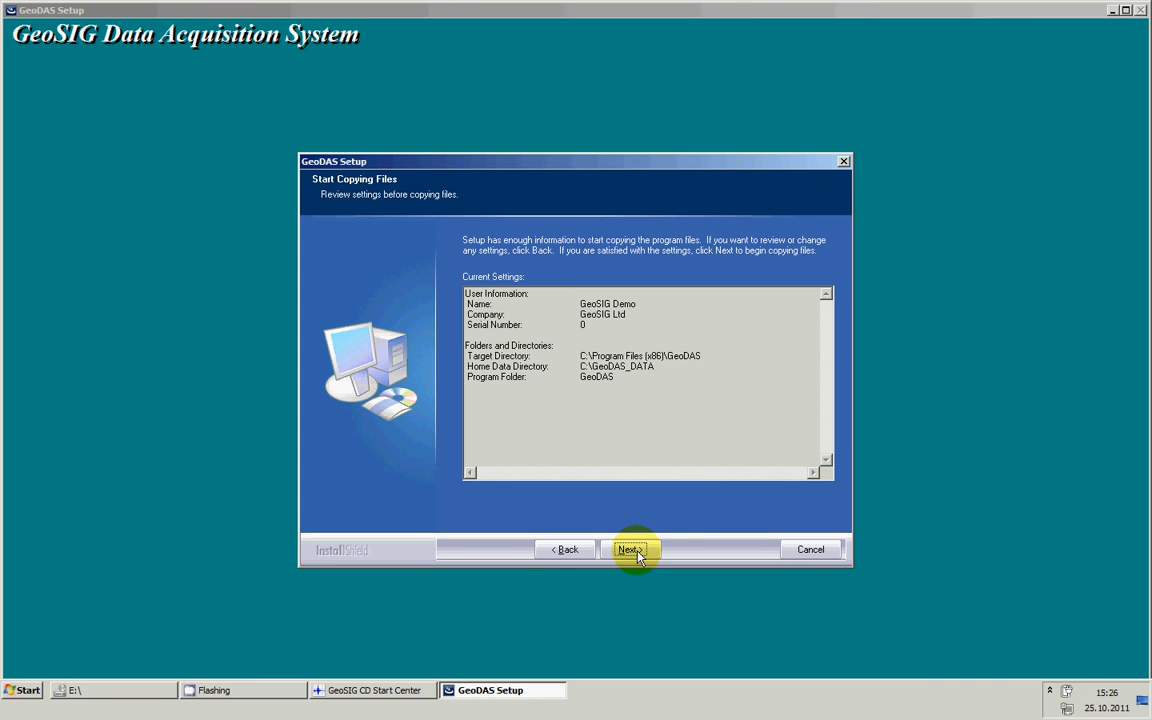 GeoDAS Setup
GeoSIG Data Acquisition System
GeoDAS Setup
Start Copying Files
Review settings before copying files.
Setup has enough information to start copying the program files. If you want to review or change
any settings, click Back. If you are satisfied with the settings, click Next to begin copying files.
Current Settings:
User Information:
Name: GeoSIG Demo
Company: GeoSIG Ltd
Serial Number: 0
Folders and Directories:
Target Directory: C:\Program Files (x86)\GeoDAS
Home Data Directory: C:\GeoDAS_DATA
Program Folder: GeoDAS
InstallShield
< Back
Next >
Cancel
Start
E:\
Flashing
GeoSIG CD Start Center
GeoDAS Setup
15:26
25.10.2011